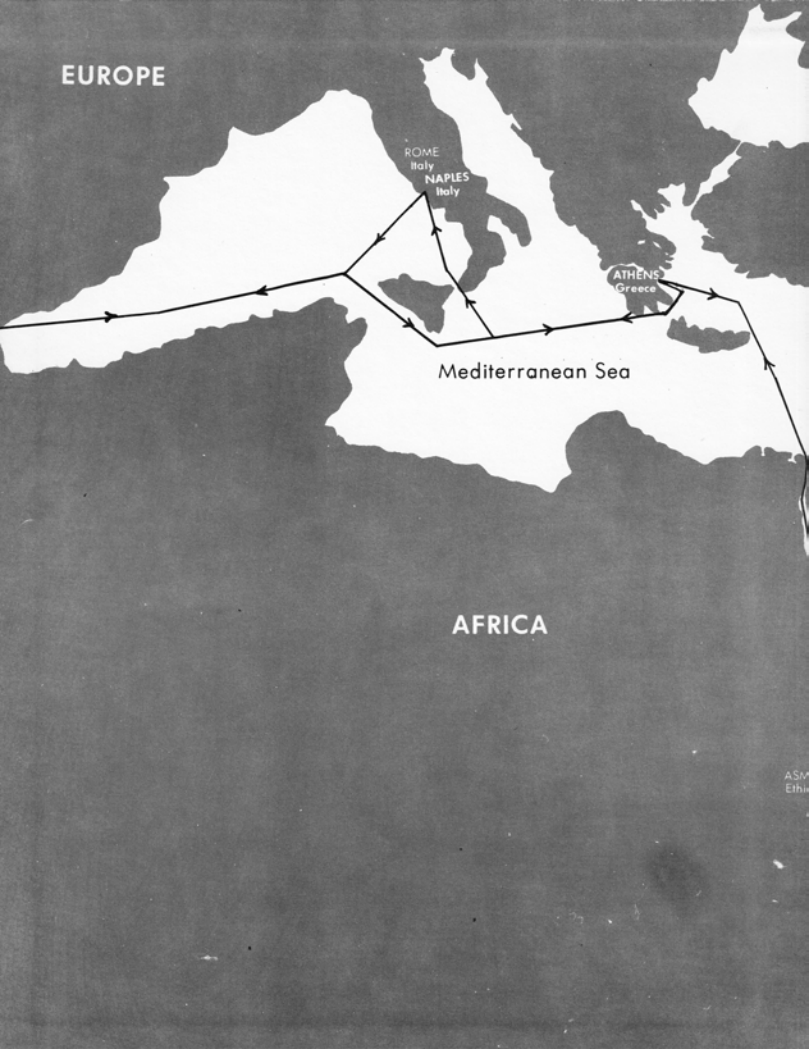 EUROPE
ROME
Italy
NAPLES
Italy
ATHENS
Greece
Mediterranean Sea
AFRICA